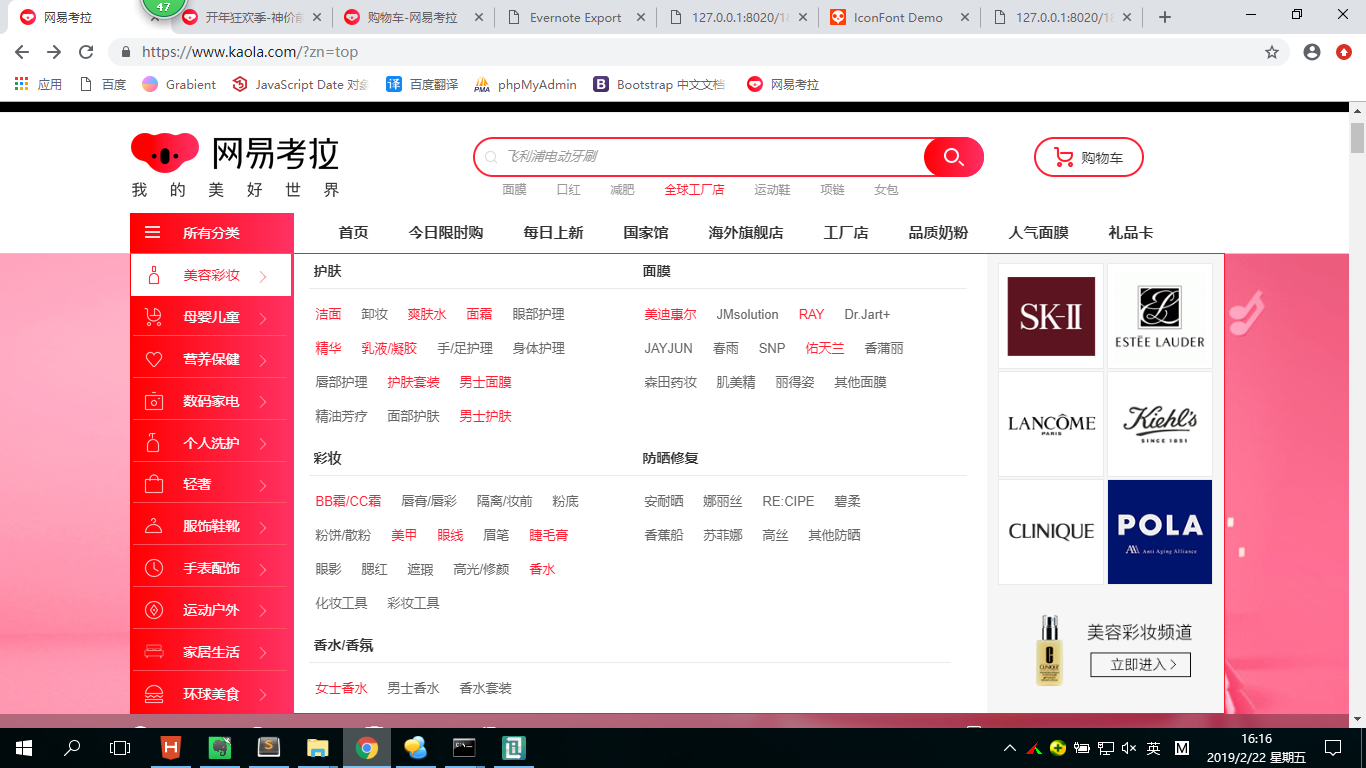 网易考拉
47
开年狂欢季-神价
购物车-网易考拉
Evernote Export
127.0.0.1:8020/1
IconFont Demo
127.0.0.1:8020/1
https://www.kaola.com/?zn=top
应用
百度
Grabient
JavaScript Date 对象
译
百度翻译
PMA
phpMyAdmin
B
Bootstrap 中文文档
网易考拉
网易考拉
我的美好世界
飞利浦电动牙刷
购物车
面膜 口红 减肥 全球工厂店 运动鞋 项链 女包
所有分类
首页 今日限时购 每日上新 国家馆 海外旗舰店 工厂店 品质奶粉 人气面膜 礼品卡
美容彩妆
母婴儿童
营养保健
数码家电
个人洗护
轻奢
服饰鞋靴
手表配饰
运动户外
家居生活
环球美食
护肤
洁面 卸妆 爽肤水 面霜 眼部护理
精华 乳液/凝胶 手/足护理 身体护理
唇部护理 护肤套装 男士面膜
精油芳疗 面部护肤 男士护肤
面膜
美迪惠尔 JMsolution RAY Dr.Jart+
JAYJUN 春雨 SNP 佑天兰 香蒲丽
森田药妆 肌美精 丽得姿 其他面膜
彩妆
BB霜/CC霜 唇膏/唇彩 隔离/妆前 粉底
粉饼/散粉 美甲 眼线 眉笔 睫毛膏
眼影 腮红 遮瑕 高光/修颜 香水
化妆工具 彩妆工具
防晒修复
安耐晒 娜丽丝 RE:CIPE 碧柔
香蕉船 苏菲娜 高丝 其他防晒
香水/香氛
女士香水 男士香水 香水套装
SK-II
ESTĒE LAUDER
LANCÔME
PARIS
Kiehl's
SINCE 1851
CLINIQUE
POLA
Anti Aging Alliance
CLINIQUE
美容彩妆频道
立即进入
英
M
16:16
2019/2/22 星期五